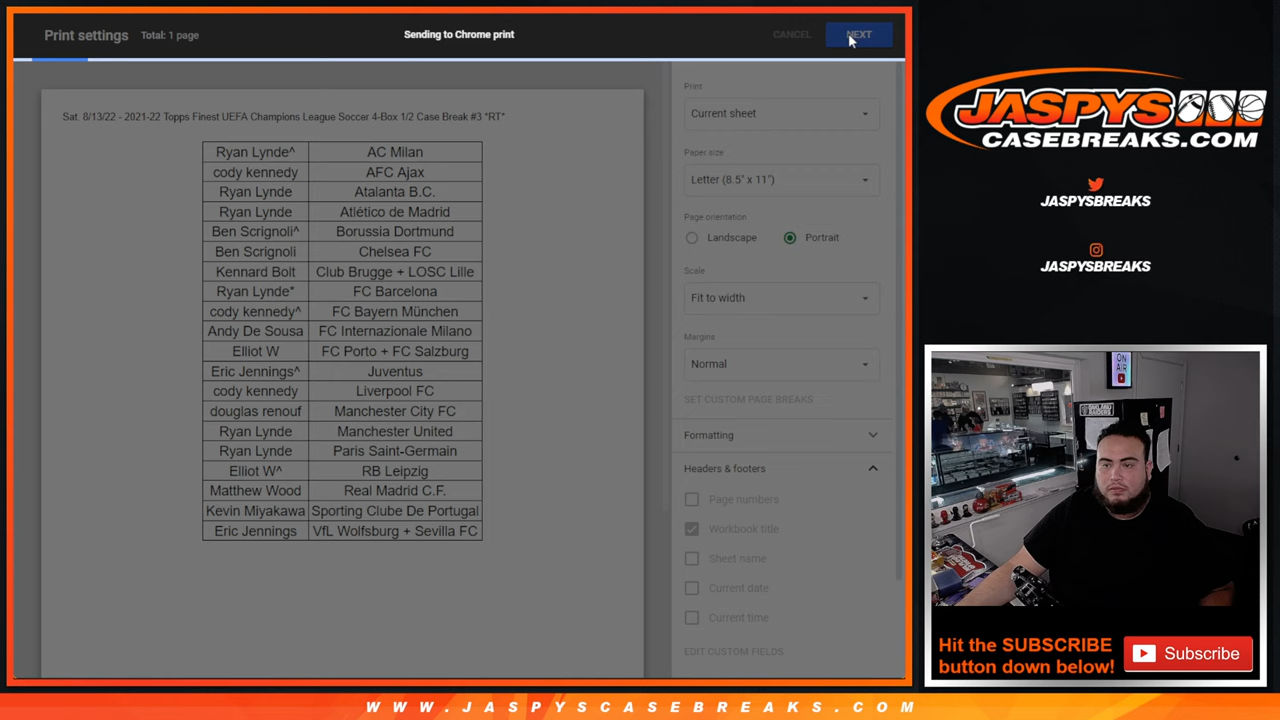 Print settings Total: 1 page Sending to Chrome print CANCEL NEXT
Sat. 8/13/22 - 2021-22 Topps Finest UEFA Champions League Soccer 4-Box 1/2 Case Break #3 "RT"
Ryan Lynde^ AC Milan
cody kennedy AFC Ajax
Ryan Lynde Atalanta B.C.
Ryan Lynde Atlético de Madrid
Ben Scrignoli^ Borussia Dortmund
Ben Scrignoli Chelsea FC
Kennard Bolt Club Brugge + LOSC Lille
Ryan Lynde* FC Barcelona
cody kennedy^ FC Bayern München
Andy De Sousa FC Internazionale Milano
Elliot W FC Porto + FC Salzburg
Eric Jennings^ Juventus
cody kennedy Liverpool FC
douglas renouf Manchester City FC
Ryan Lynde Manchester United
Ryan Lynde Paris Saint-Germain
Elliot W^ RB Leipzig
Matthew Wood Real Madrid C.F.
Kevin Miyakawa Sporting Clube De Portugal
Eric Jennings VfL Wolfsburg + Sevilla FC
Print
Current sheet
Paper size
Letter (8.5" x 11")
Page orientation
Landscape Portrait
Scale
Fit to width
Margins
Normal
SET CUSTOM PAGE BREAKS
Formatting
Headers & footers
Page numbers
Workbook title
Sheet name
Current date
Current time
EDIT CUSTOM FIELDS
JASPYS
CASEBREAKS.COM
JASPYSBREAKS
JASPYSBREAKS
ON
AIR
Hit the SUBSCRIBE
button down below!
Subscribe
WWW.JASPYSCASEBREAKS.COM